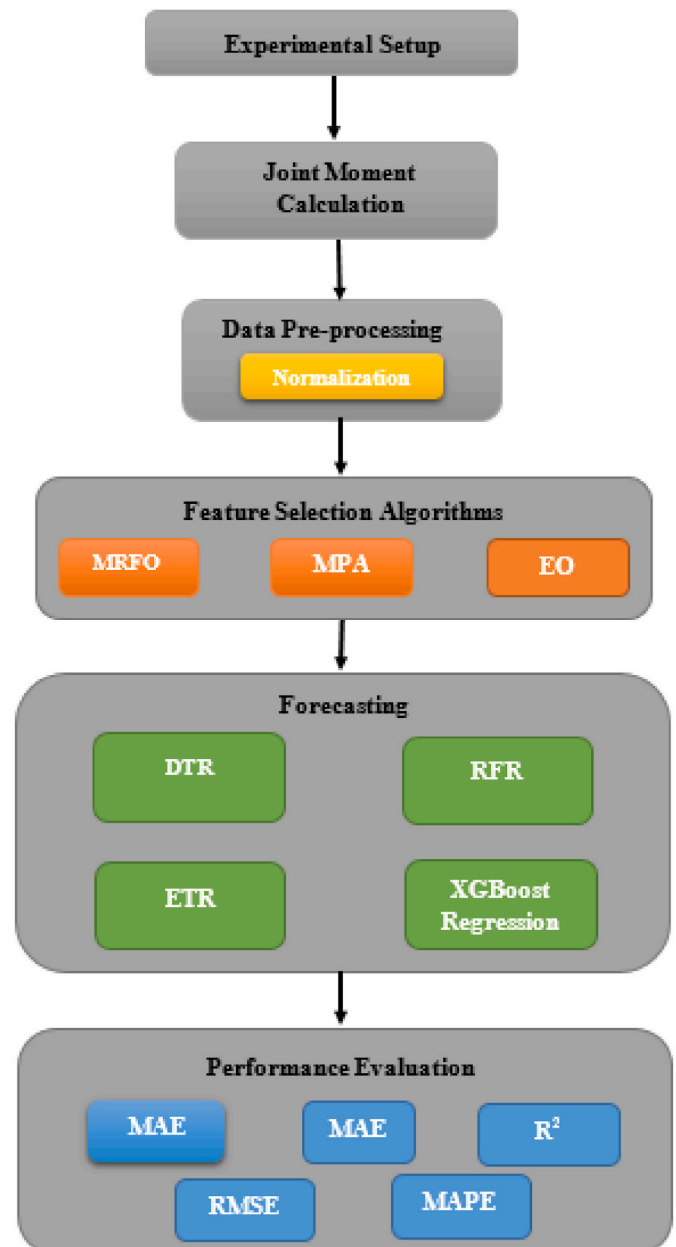 Experimental Setup
Joint Moment
Calculation
Data Pre-processing
Normalization
Feature Selection Algorithms
MRFO
MPA
EO
Forecasting
DTR
RFR
ETR
XGBoost
Regression
Performance Evaluation
MAE
MAE
R²
RMSE
MAPE